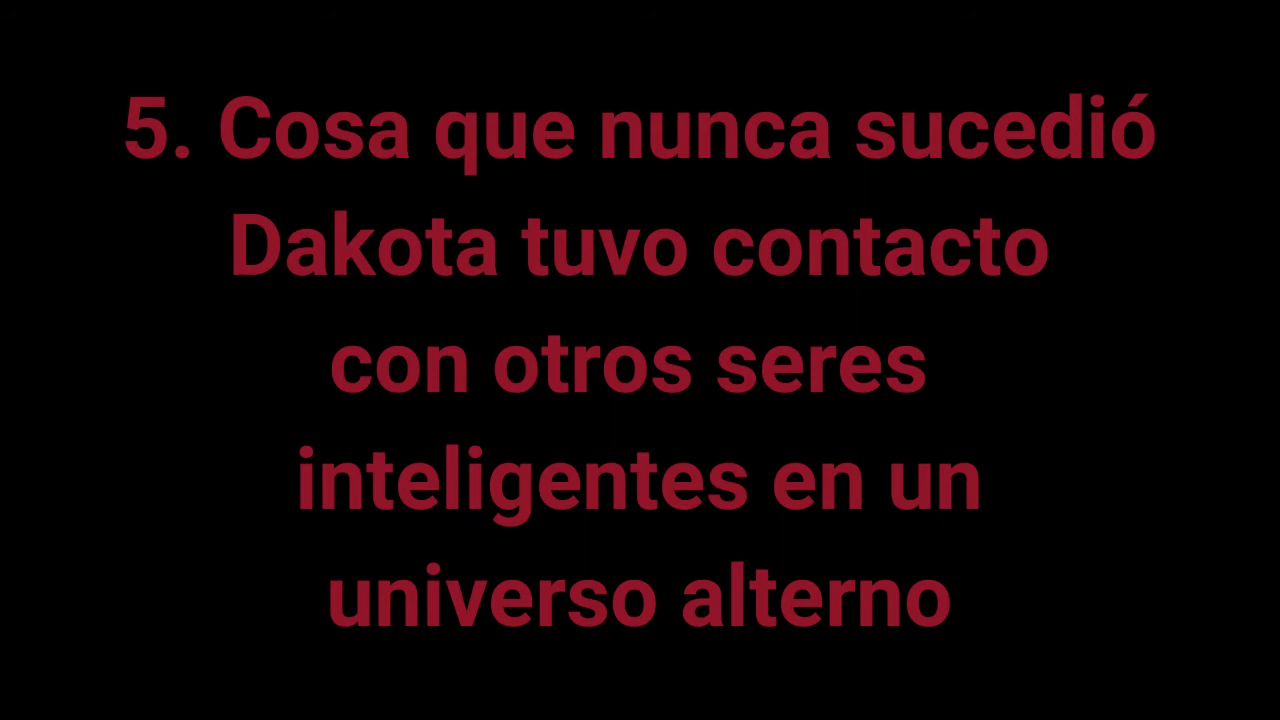 5. Cosa que nunca sucedió
Dakota tuvo contacto
con otros seres
inteligentes en un
universo alterno